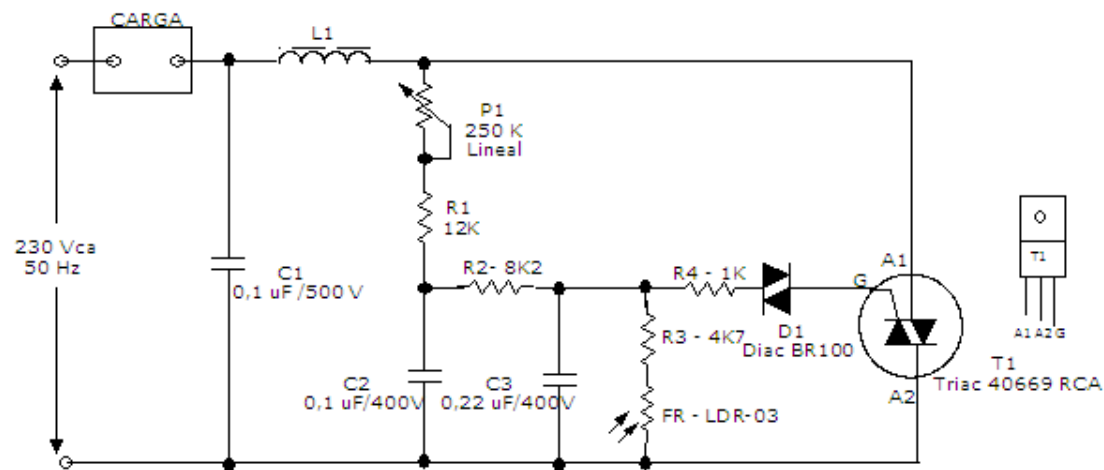 CARGA
L1
P1
250 K
Lineal
R1
12K
230 Vca
50 Hz
C1
0,1 uF/500 V
R2- 8K2
R4 - 1K
G
A1
T1
A1 A2 G
D1
Diac BR100
R3 - 4K7
T1
Triac 40669 RCA
A2
C2
0,1 uF/400V
C3
0,22 uF/400V
FR - LDR-03